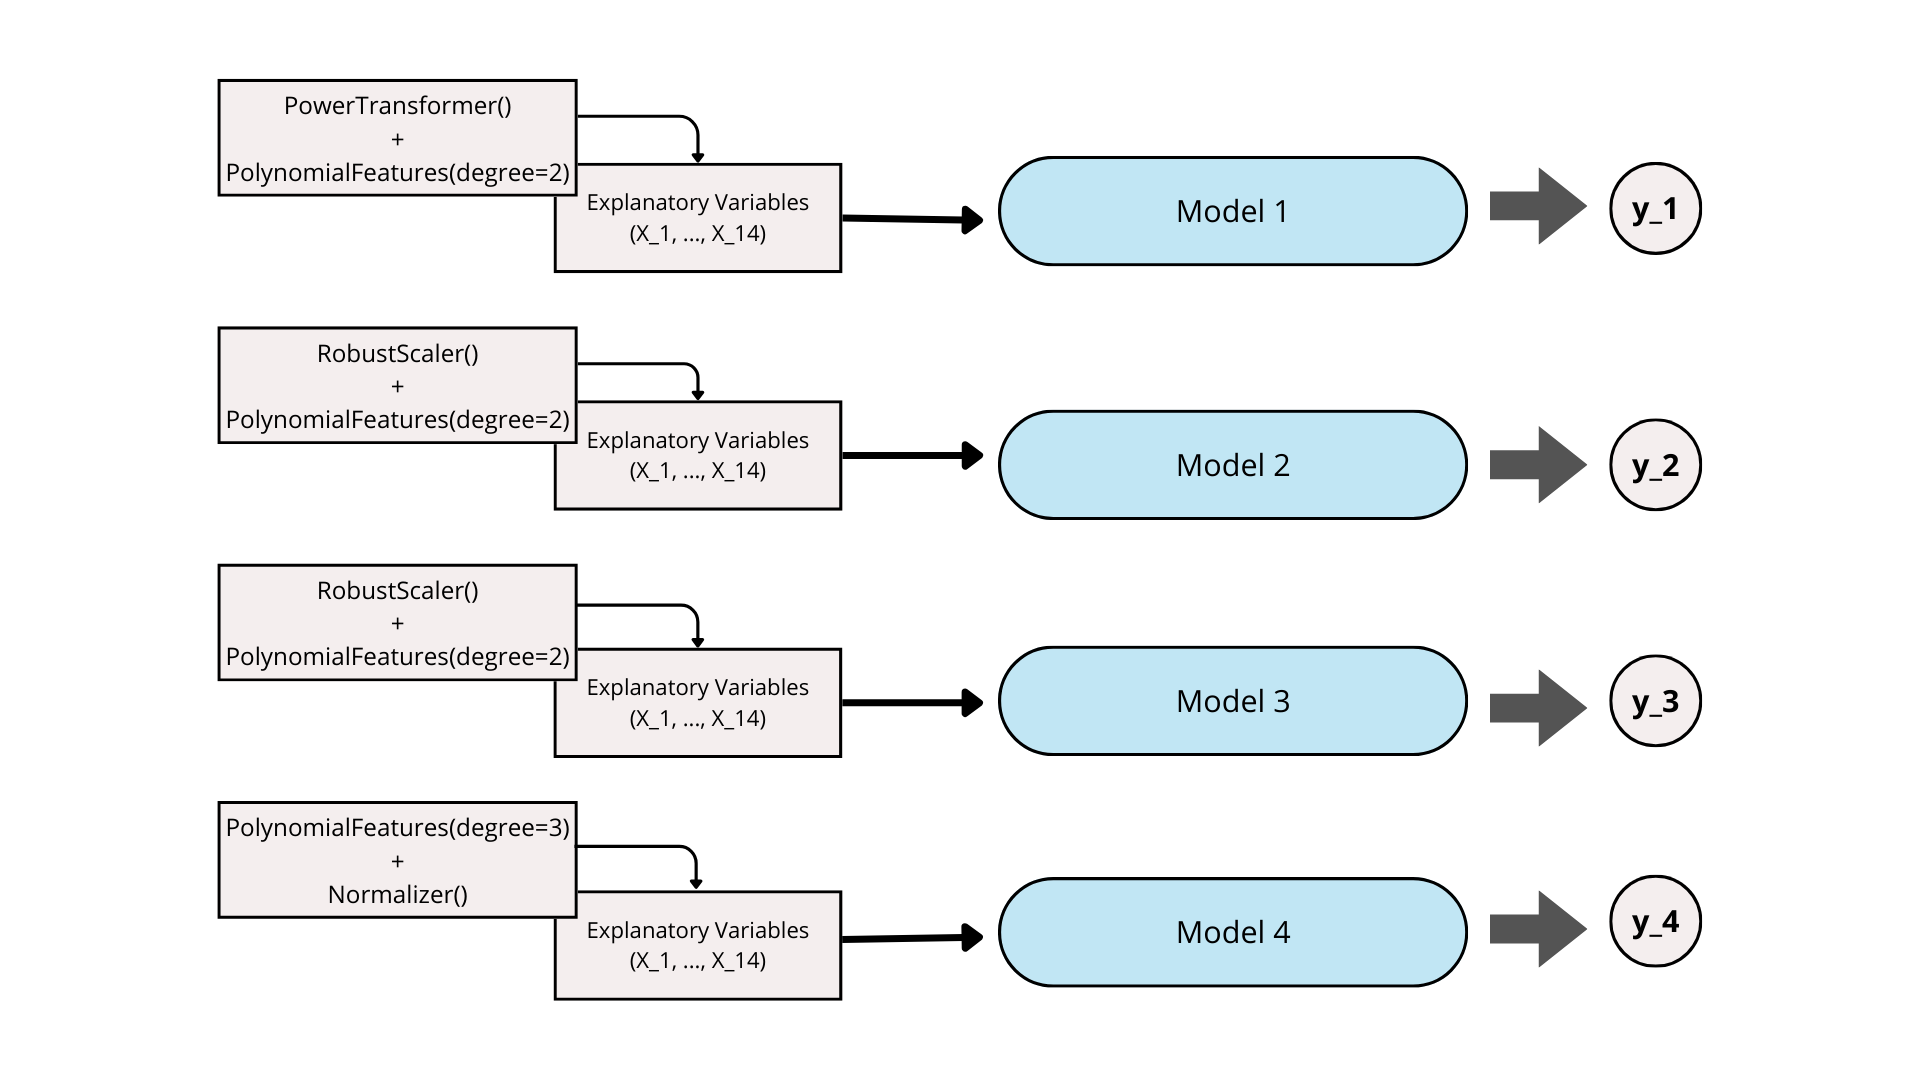 PowerTransformer()
+
PolynomialFeatures(degree=2)
Explanatory Variables
(X_1, ..., X_14)
Model 1
y_1
RobustScaler()
+
PolynomialFeatures(degree=2)
Explanatory Variables
(X_1, ..., X_14)
Model 2
y_2
RobustScaler()
+
PolynomialFeatures(degree=2)
Explanatory Variables
(X_1, ..., X_14)
Model 3
y_3
PolynomialFeatures(degree=3)
+
Normalizer()
Explanatory Variables
(X_1, ..., X_14)
Model 4
y_4